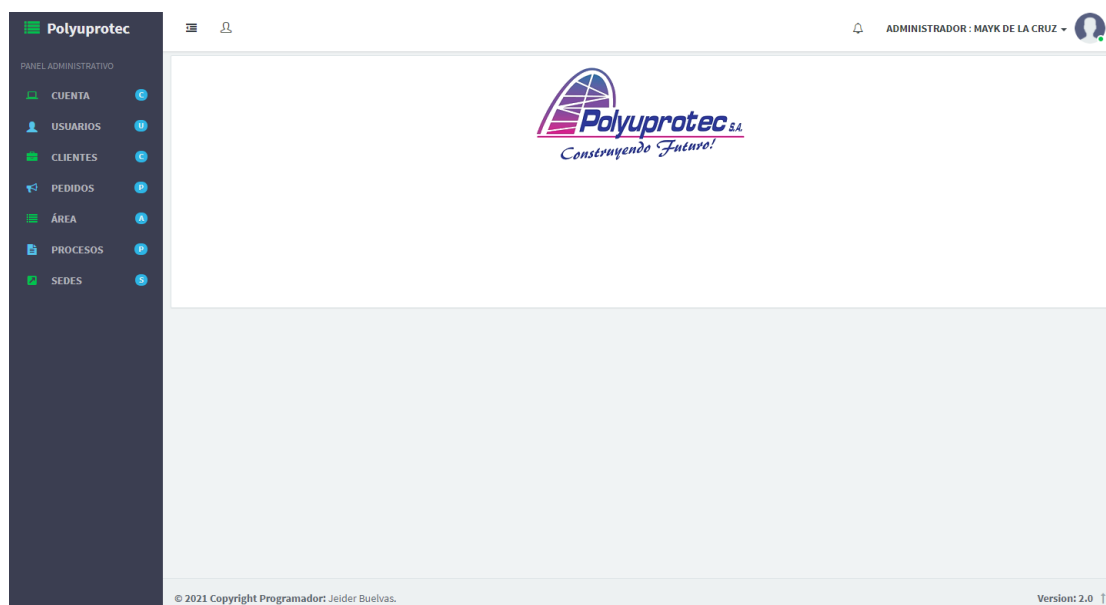 Polyuprotec
ADMINISTRADOR : MAYK DE LA CRUZ
PANEL ADMINISTRATIVO
CUENTA C
USUARIOS U
CLIENTES C
PEDIDOS P
ÁREA A
PROCESOS P
SEDES S
Polyuprotec S.A.
Construyendo Futuro!
© 2021 Copyright Programador: Jeider Buelvas.
Version: 2.0